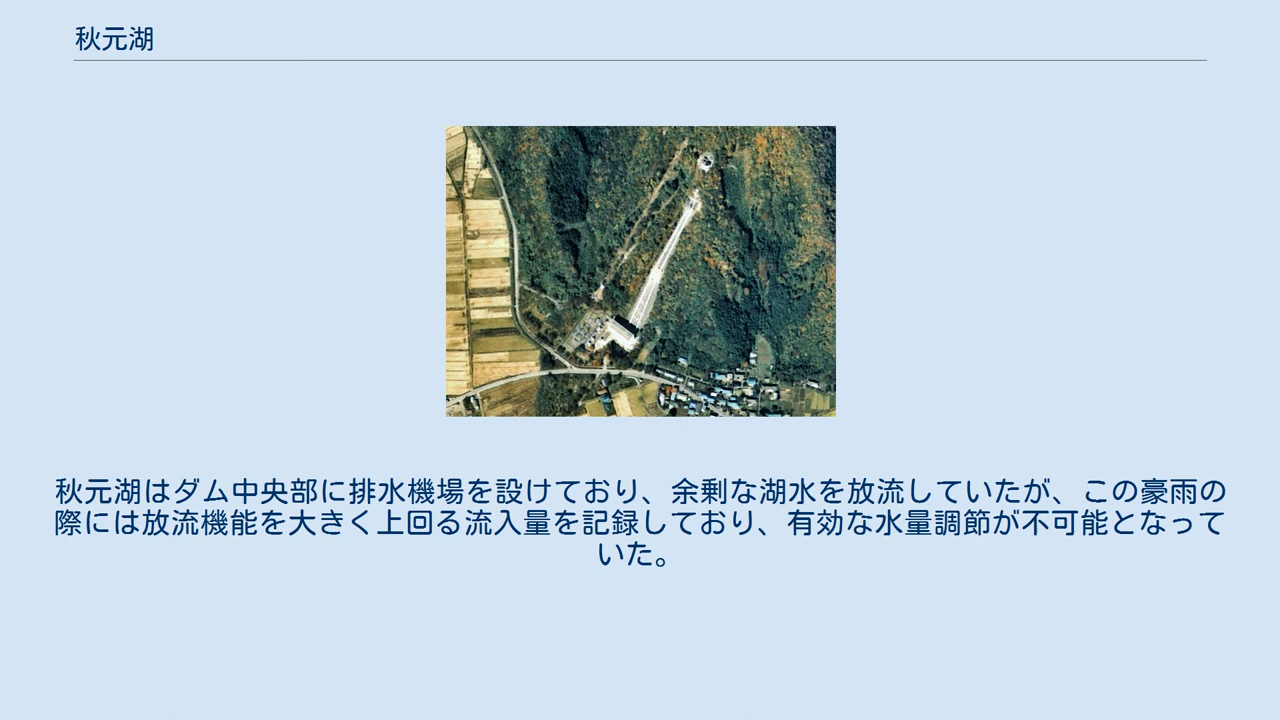 秋元湖
秋元湖はダム中央部に排水機場を設けており、余剰な湖水を放流していたが、この豪雨の
際には放流機能を大きく上回る流入量を記録しており、有効な水量調節が不可能となって
いた。